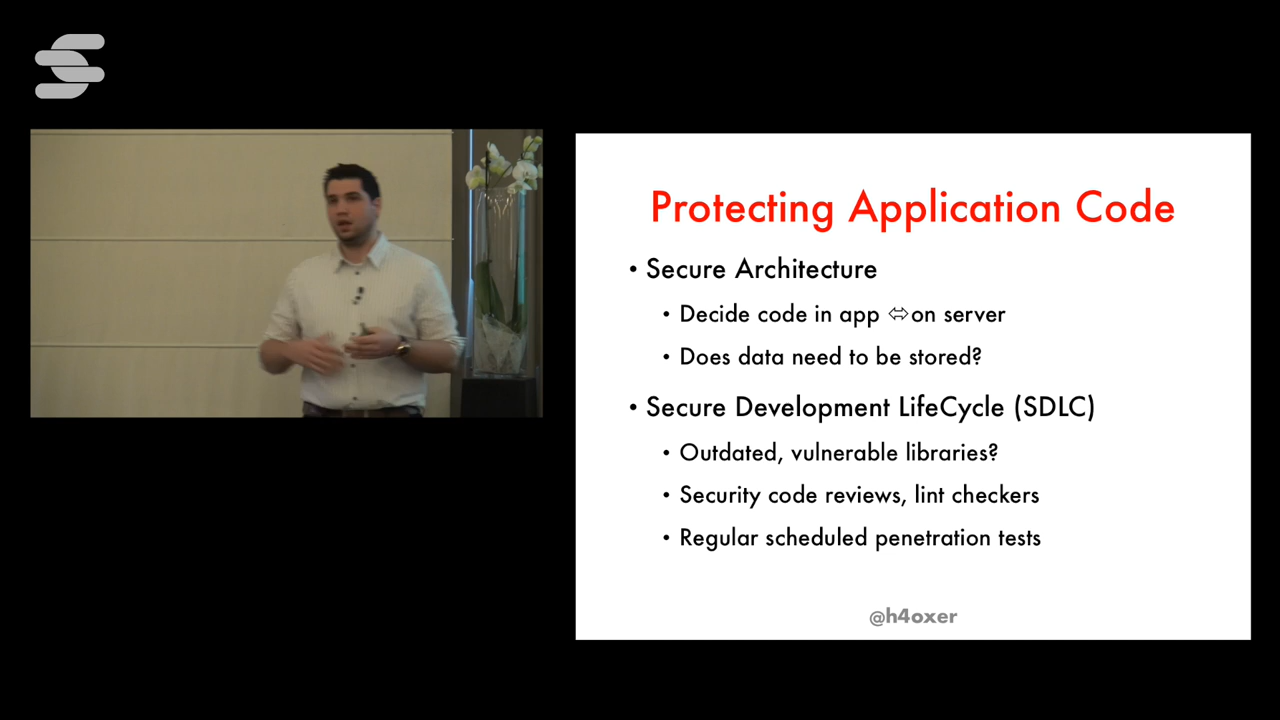 Protecting Application Code
• Secure Architecture
• Decide code in app ⬄on server
• Does data need to be stored?
• Secure Development LifeCycle (SDLC)
• Outdated, vulnerable libraries?
• Security code reviews, lint checkers
• Regular scheduled penetration tests
@h4oxer